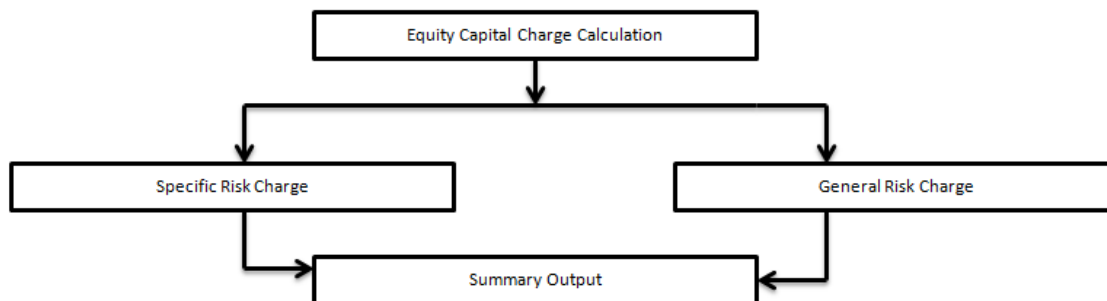 Equity Capital Charge Calculation
Specific Risk Charge
General Risk Charge
Summary Output